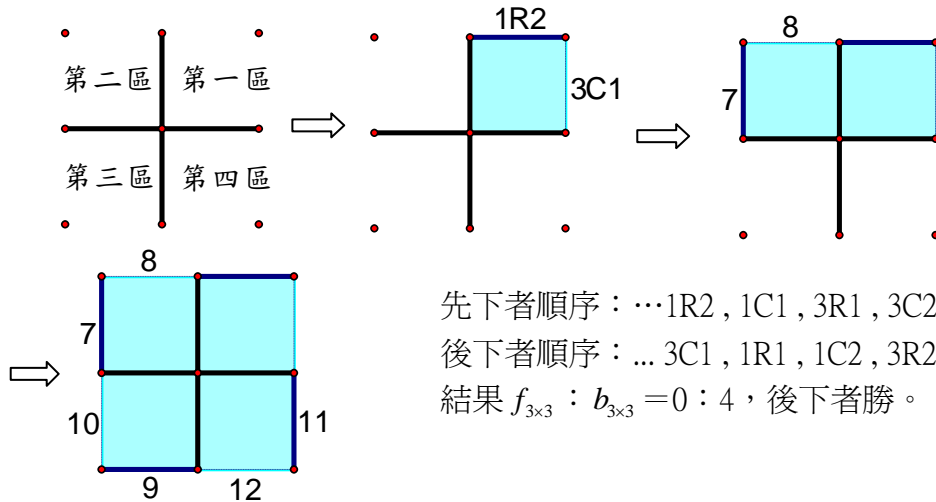 1R2
8
第二區 第一區
3C1
7
第三區 第四區
8
7
10
11
9 12
先下者順序：…1R2 , 1C1 , 3R1 , 3C2
後下者順序：... 3C1 , 1R1 , 1C2 , 3R2
結果 f3×3：b3×3＝0：4，後下者勝。